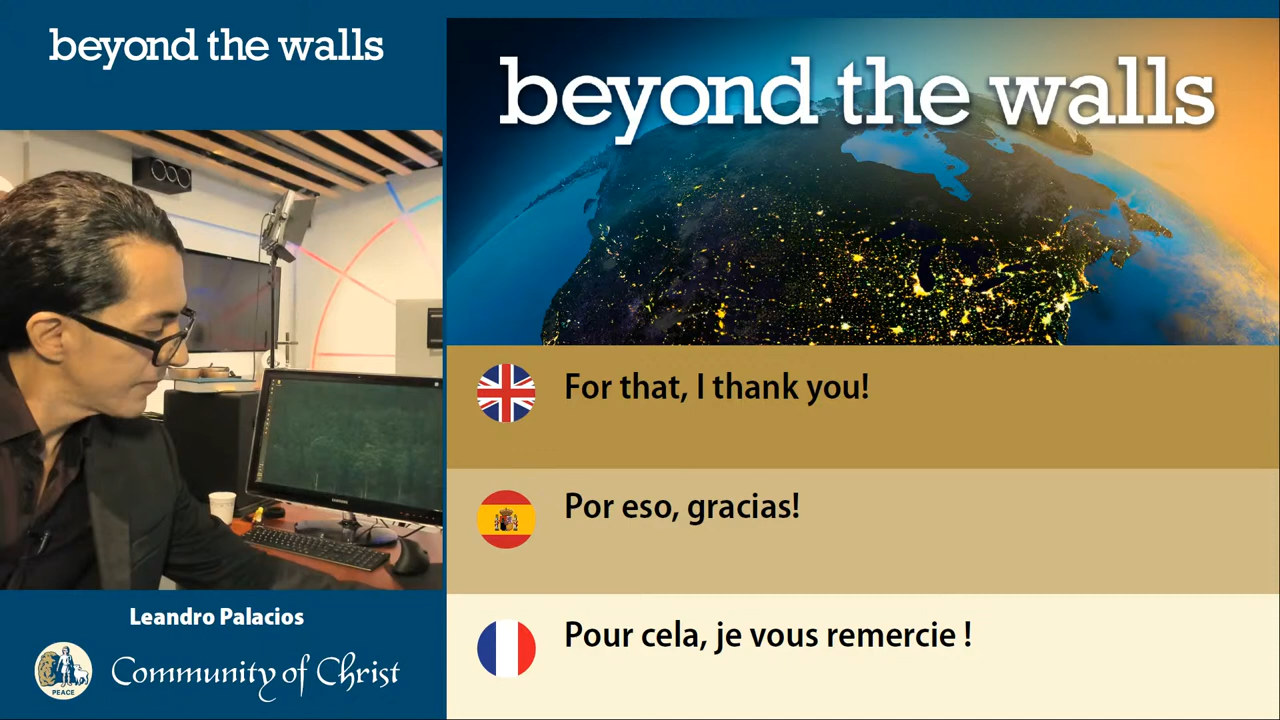 beyond the walls
beyond the walls
For that, I thank you!
Por eso, gracias!
Pour cela, je vous remercie !
Leandro Palacios
PEACE
Community of Christ